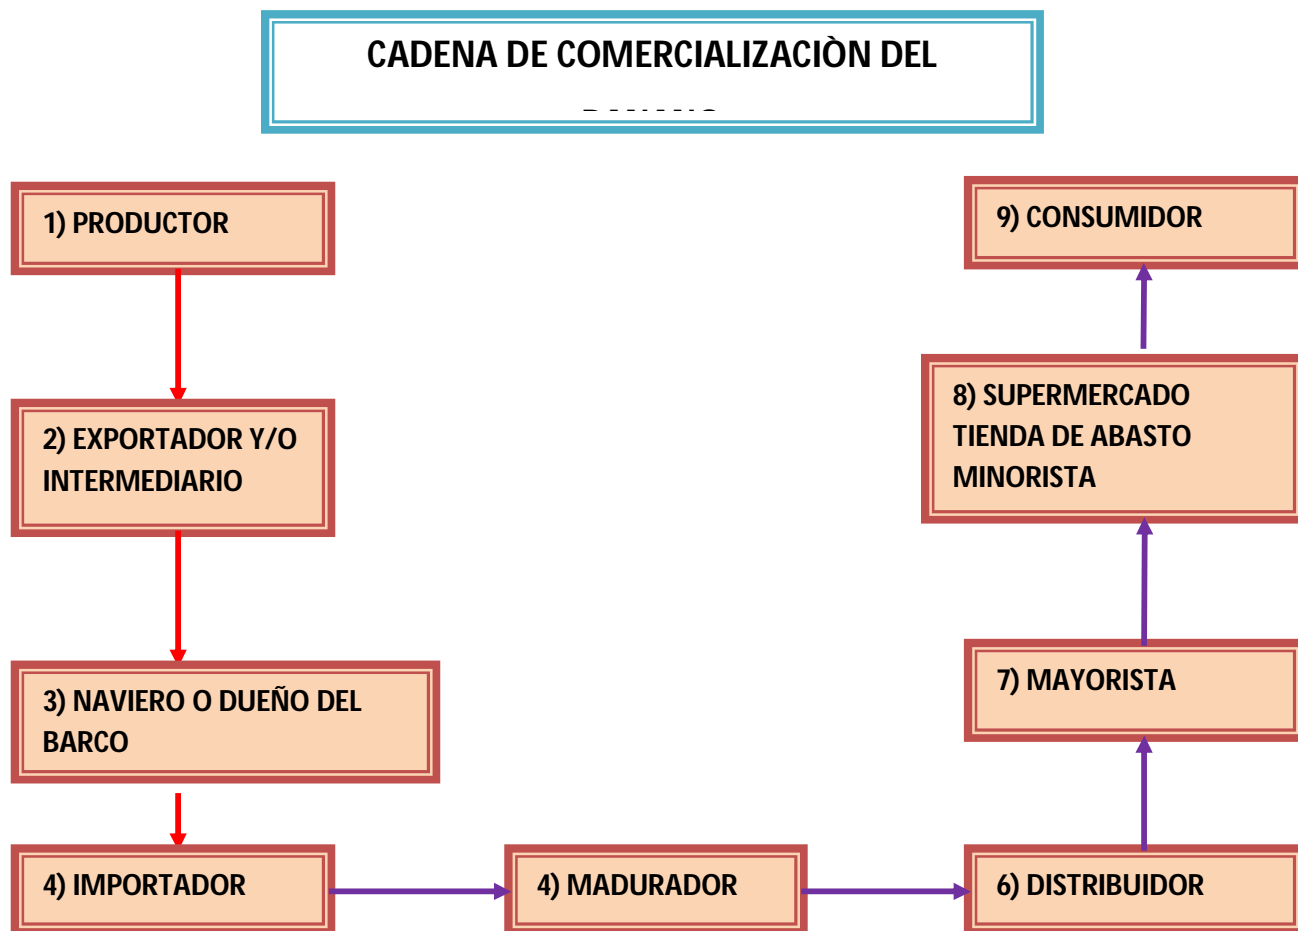 CADENA DE COMERCIALIZACIÒN DEL
1) PRODUCTOR
2) EXPORTADOR Y/O
INTERMEDIARIO
3) NAVIERO O DUEÑO DEL
BARCO
4) IMPORTADOR
4) MADURADOR
6) DISTRIBUIDOR
7) MAYORISTA
8) SUPERMERCADO
TIENDA DE ABASTO
MINORISTA
9) CONSUMIDOR